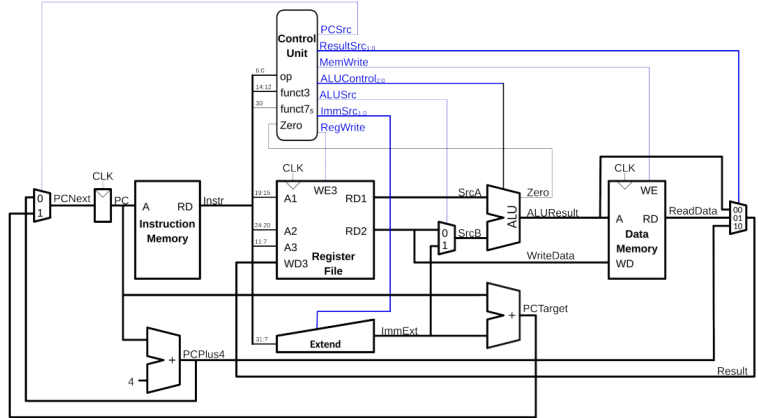 PCSrc
Control
Unit
ResultSrc1:0
MemWrite
6:0
op
ALUControl2:0
14:12
funct3
ALUSrc
30
funct75
ImmSrc1:0
Zero
RegWrite
CLK
CLK
CLK
0
1
PCNext
PC
A
RD
Instr
Instruction
Memory
19:15
A1
WE3
RD1
SrcA
Zero
WE
24:20
A2
RD2
0
1
SrcB
ALU
ALUResult
A
RD
ReadData
00
01
10
11:7
A3
Register
File
WD3
Data
Memory
WriteData
WD
+
PCTarget
ImmExt
31:7
Extend
+
PCPlus4
4
Result